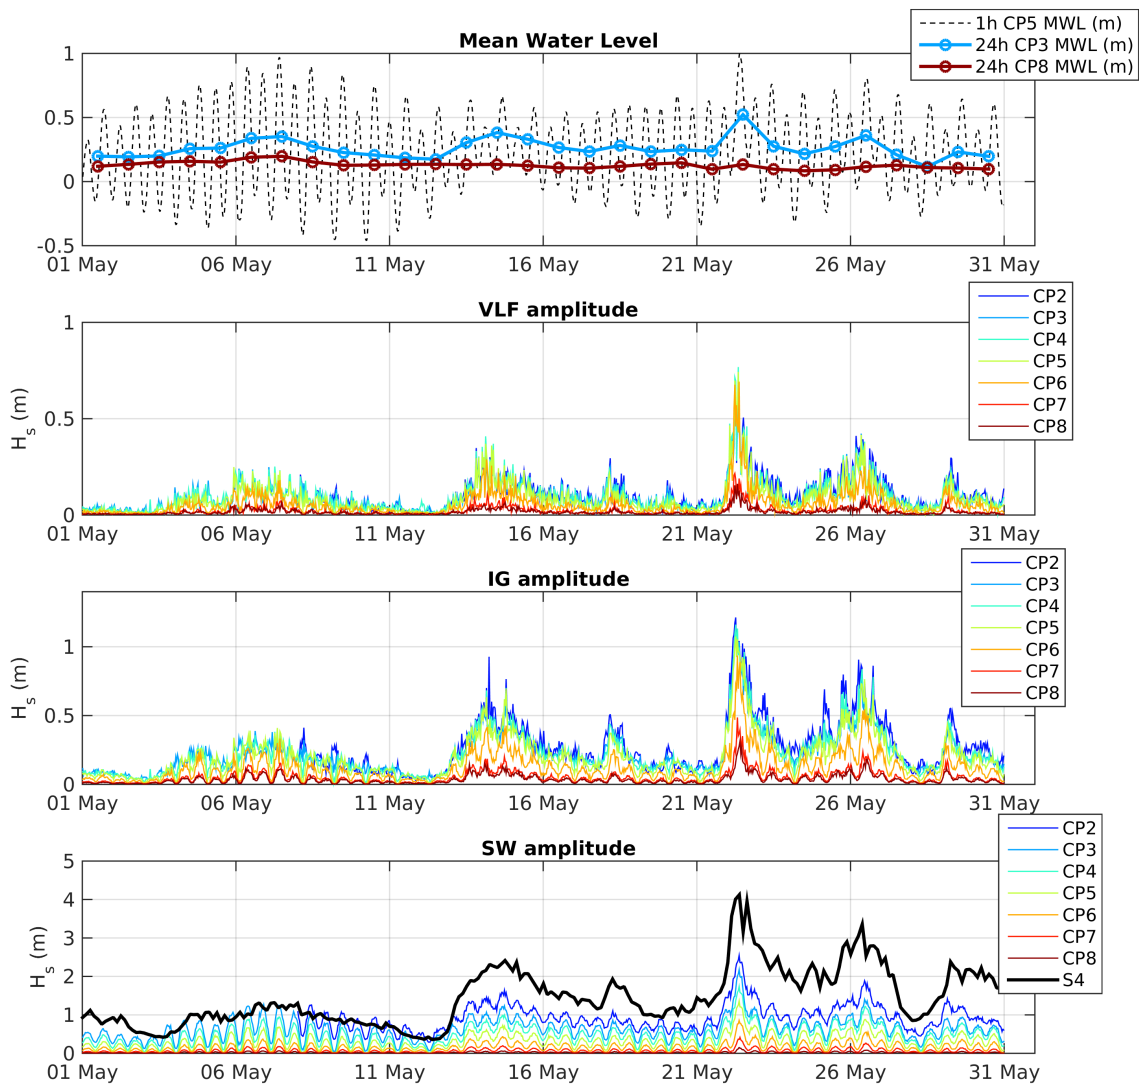 Mean Water Level
1h CP5 MWL (m)
24h CP3 MWL (m)
24h CP8 MWL (m)
1
0.5
0
-0.5
01 May 06 May 11 May 16 May 21 May 26 May 31 May
VLF amplitude
CP2
CP3
CP4
CP5
CP6
CP7
CP8
1
0.5
0
H_s (m)
01 May 06 May 11 May 16 May 21 May 26 May 31 May
IG amplitude
CP2
CP3
CP4
CP5
CP6
CP7
CP8
1
0.5
0
H_s (m)
01 May 06 May 11 May 16 May 21 May 26 May 31 May
SW amplitude
CP2
CP3
CP4
CP5
CP6
CP7
CP8
S4
5
4
3
2
1
0
H_s (m)
01 May 06 May 11 May 16 May 21 May 26 May 31 May